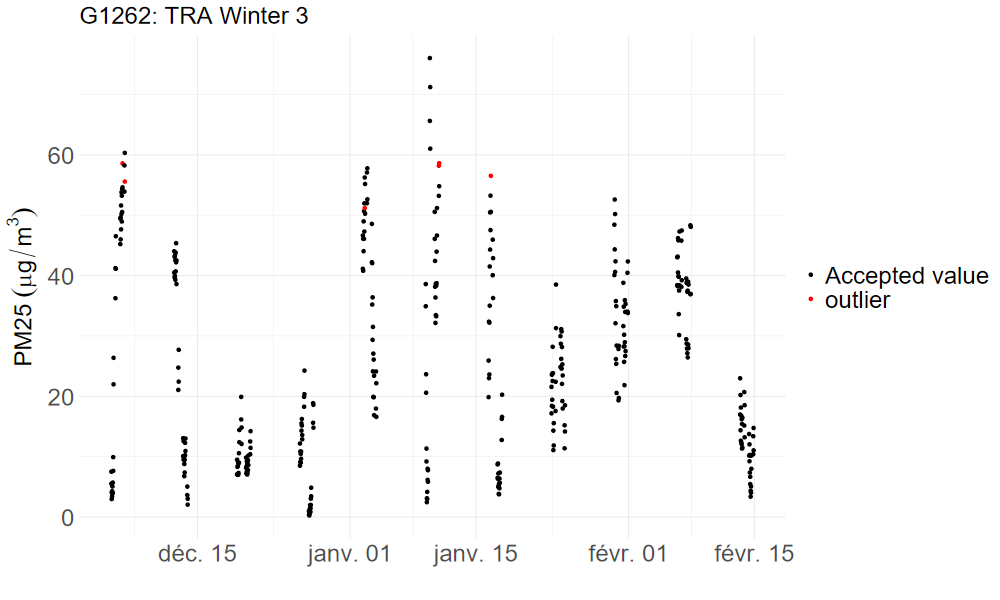 G1262: TRA Winter 3
PM25 (μg/m³)
60
40
20
0
déc. 15 janv. 01 janv. 15 févr. 01 févr. 15
Accepted value
outlier